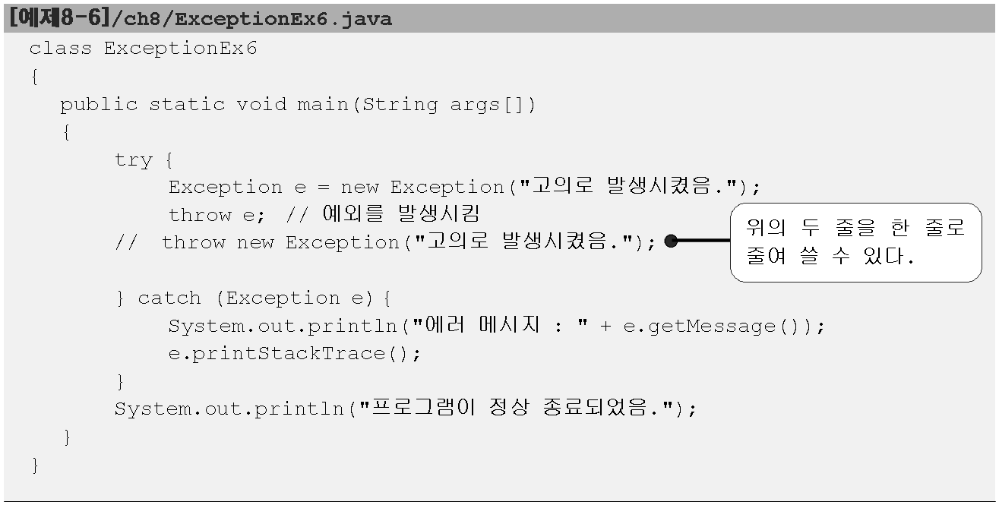 [예제8-6]/ch8/ExceptionEx6.java
class ExceptionEx6
{
public static void main(String args[])
{
try {
Exception e = new Exception("고의로 발생시켰음.");
throw e; // 예외를 발생시킴
// throw new Exception("고의로 발생시켰음.");
위의 두 줄을 한 줄로
줄여 쓸 수 있다.
} catch (Exception e) {
System.out.println("에러 메시지 : " + e.getMessage());
e.printStackTrace();
}
System.out.println("프로그램이 정상 종료되었음.");
}
}